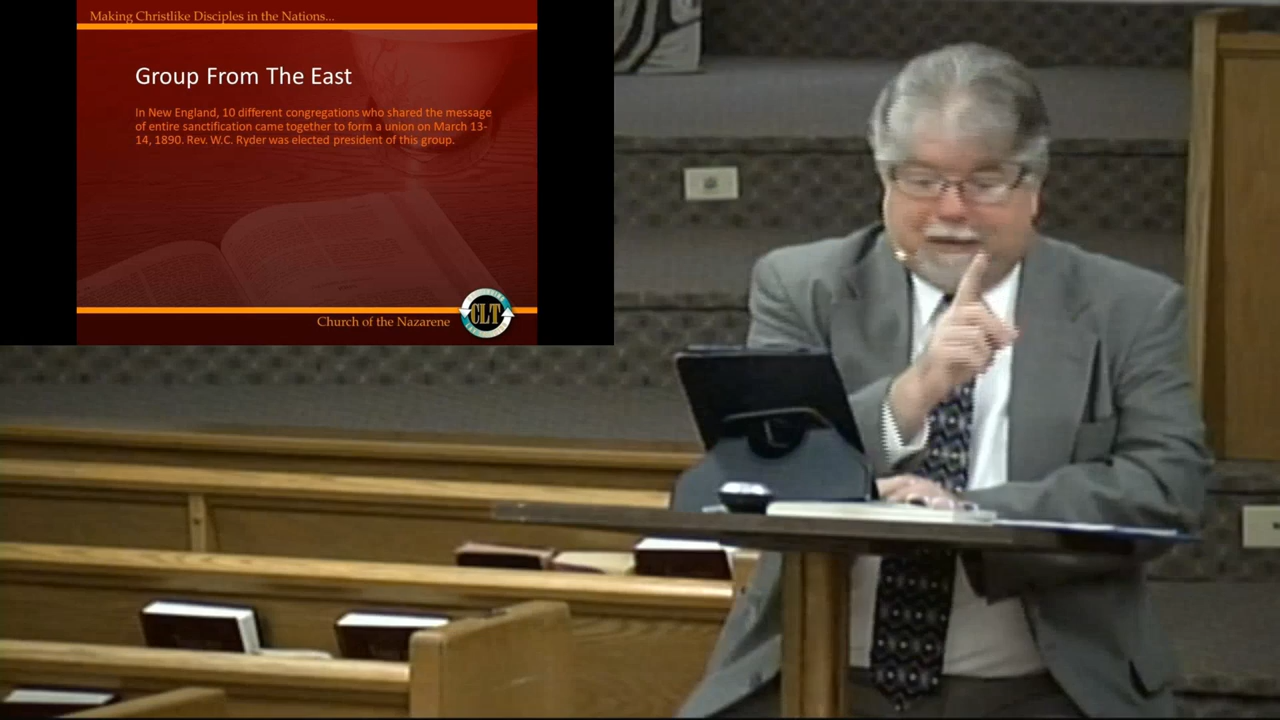 Making Christlike Disciples in the Nations...
Group From The East
In New England, 10 different congregations who shared the message
of entire sanctification came together to form a union on March 13-
14, 1890. Rev. W.C. Ryder was elected president of this group.
Church of the Nazarene
CLT